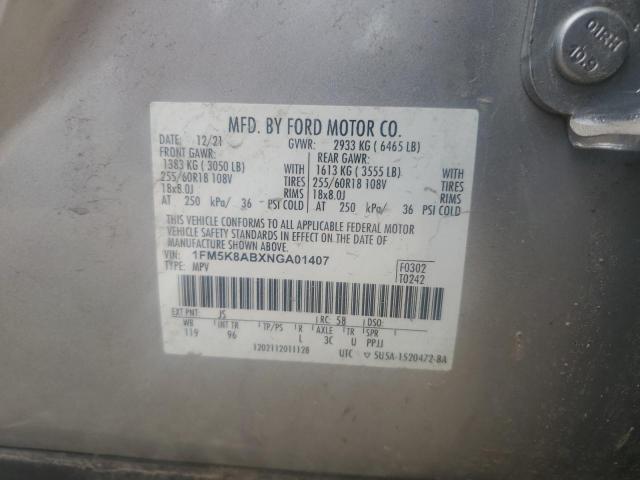 OIRH
10.9
MFD. BY FORD MOTOR CO.
DATE 12/21 GVWR: 2933 KG ( 6465 LB)
FRONT GAWR: REAR GAWR:
1383 KG ( 3050 LB) WITH 1613 KG ( 3555 LB) WITH
255/60R18 108V TIRES 255/60R18 108V TIRES
18x8.0J RIMS 18x8.0J RIMS
AT 250 kPa/ 36 PSI COLD AT 250 kPa/ 36 PSI COLD
THIS VEHICLE CONFORMS TO ALL APPLICABLE FEDERAL MOTOR
VEHICLE SAFETY STANDARDS IN EFFECT ON THE DATE OF
MANUFACTURE SHOWN ABOVE.
VIN: 1FM5K8ABXNGA01407
TYPE MPV
F0302
T0242
EXT PNT: JS RC: 58 DSO:
WB INT TR TP/PS R AXLE TR SPR
119 96 L 3C U PPJJ
1202112011128 UTC 5U5A-1520472-BA